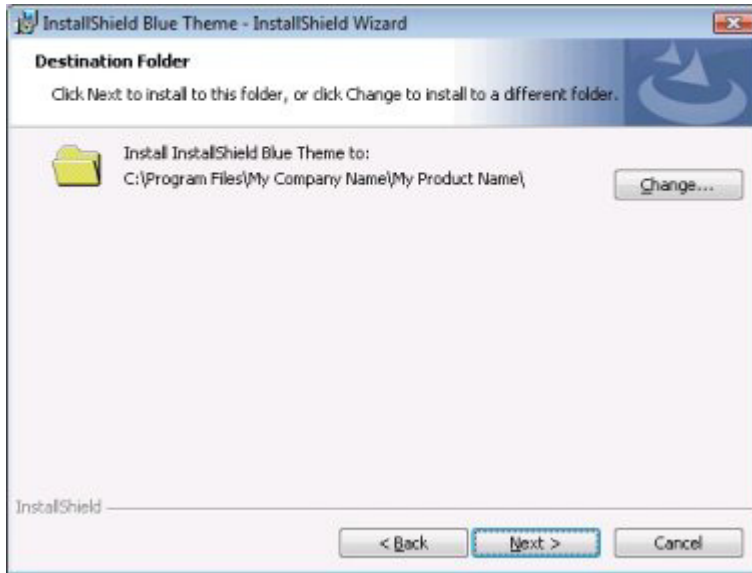 InstallShield Blue Theme - InstallShield Wizard
Destination Folder
Click Next to install to this folder, or click Change to install to a different folder.
Install InstallShield Blue Theme to:
C:\Program Files\My Company Name\My Product Name\
Change...
InstallShield
< Back
Next >
Cancel